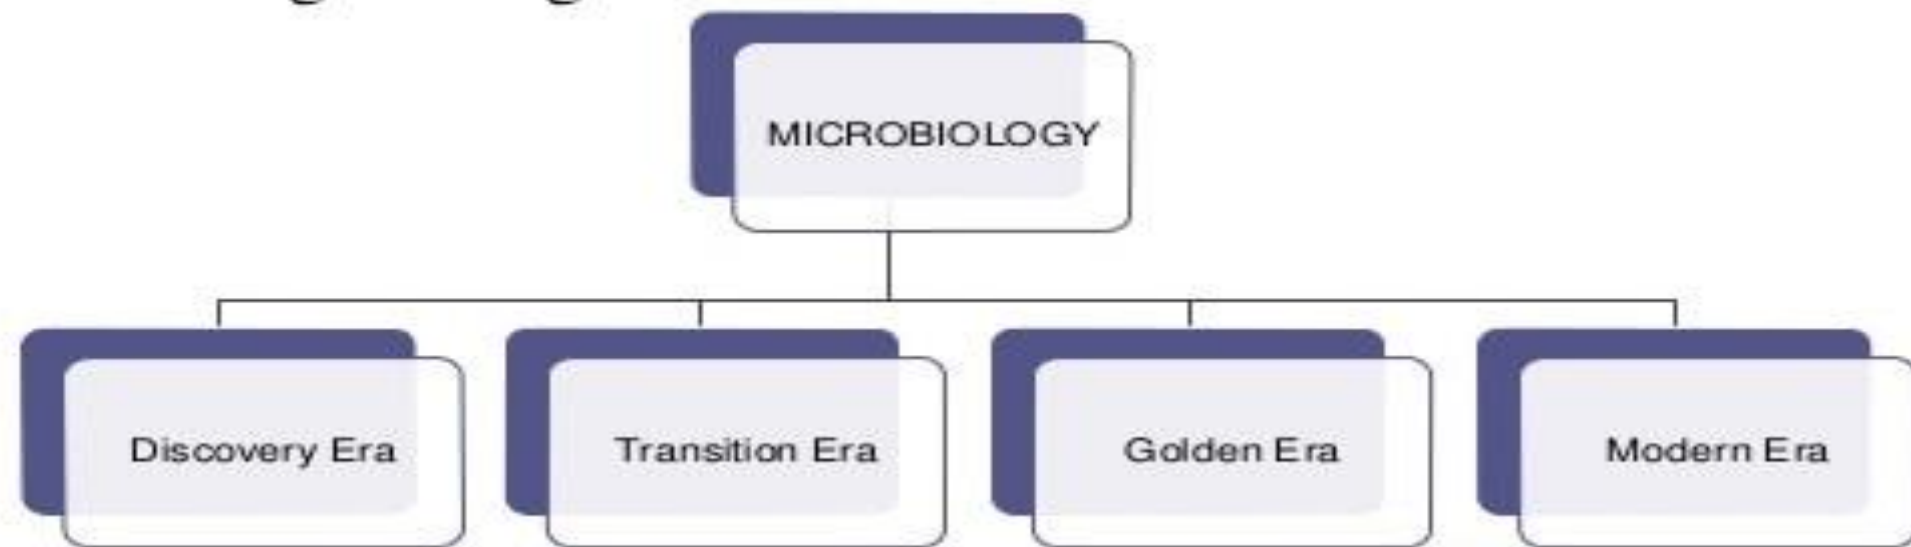 MICROBIOLOGY
Discovery Era
Transition Era
Golden Era
Modern Era